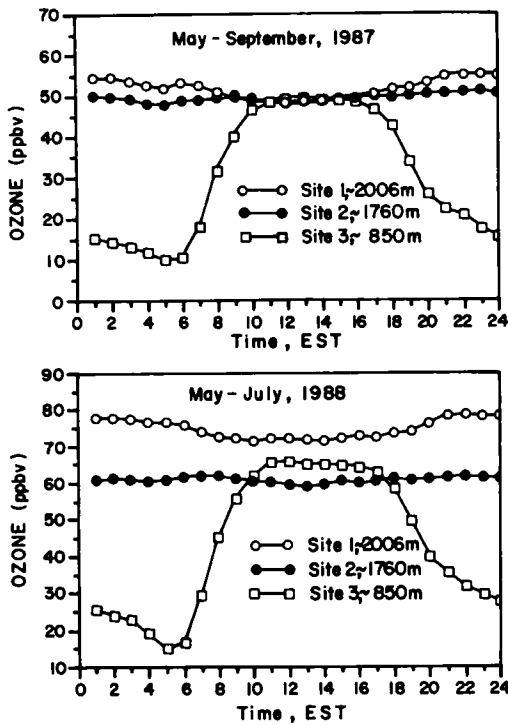 May - September, 1987
70
60
50
40
30
20
10
0
OZONE (ppbv)
Site 1,~2006m
Site 2,~1760m
Site 3,~ 850m
0 2 4 6 8 10 12 14 16 18 20 22 24
Time , EST
May - July, 1988
90
80
70
60
50
40
30
20
10
OZONE (ppbv)
Site 1,~2006m
Site 2,~1760m
Site 3,~850m
0 2 4 6 8 10 12 14 16 18 20 22 24
Time, EST